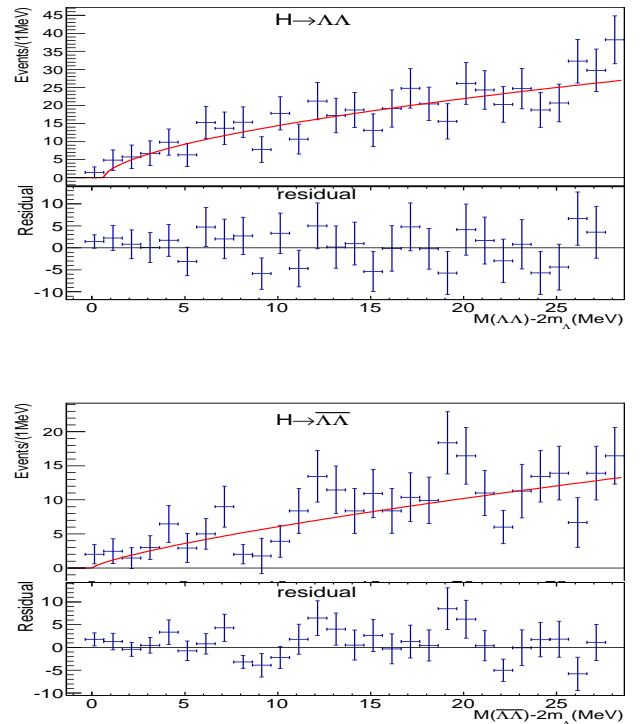 H→ΛΛ
Events/(1MeV)
45
40
35
30
25
20
15
10
5
0
residual
Residual
10
5
0
-5
-10
0 5 10 15 20 25
M(ΛΛ)-2m_Λ(MeV)
H→Λ̅Λ̅
Events/(1MeV)
20
15
10
5
0
residual
Residual
10
5
0
-5
-10
0 5 10 15 20 25
M(Λ̅Λ̅)-2m_Λ(MeV)